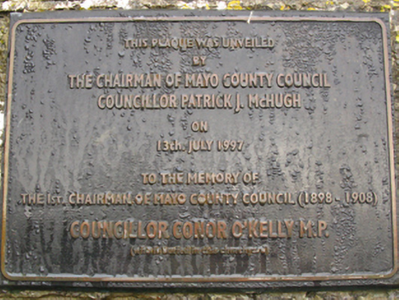 THIS PLAQUE WAS UNVEILED
BY
THE CHAIRMAN OF MAYO COUNTY COUNCIL
COUNCILLOR PATRICK J. McHUGH
ON
13th. JULY 1997
TO THE MEMORY OF
THE 1st. CHAIRMAN OF MAYO COUNTY COUNCIL (1898 - 1908)
COUNCILLOR CONOR O'KELLY M.P.